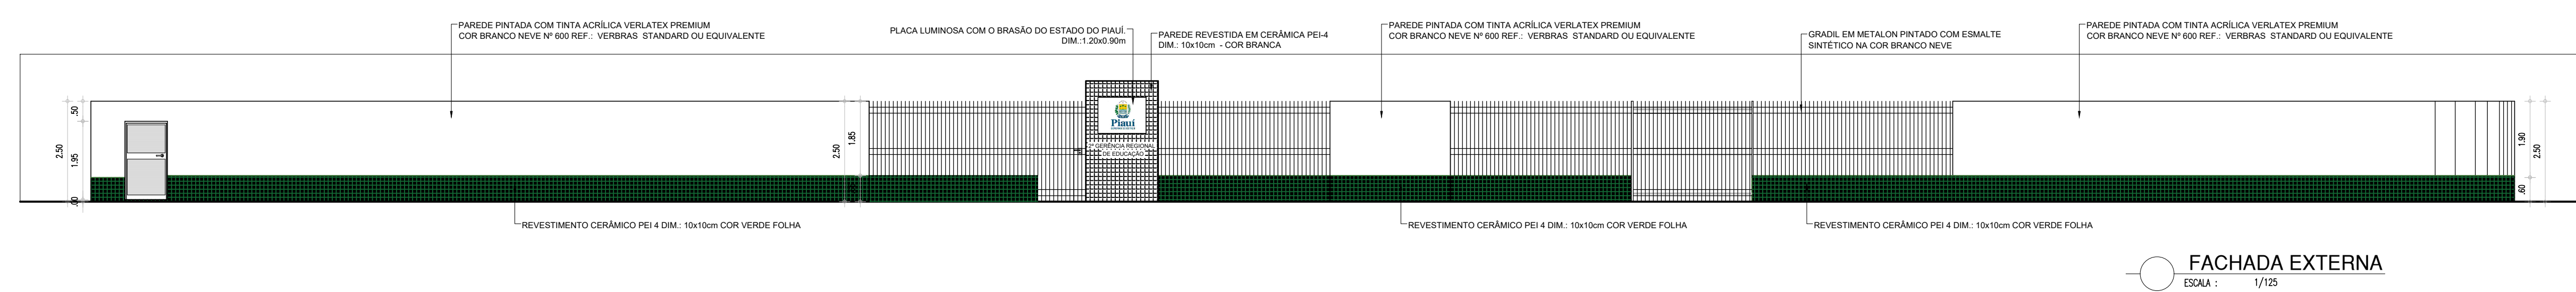 PAREDE PINTADA COM TINTA ACRÍLICA VERLATEX PREMIUM
COR BRANCO NEVE Nº 600 REF.: VERBRAS STANDARD OU EQUIVALENTE
PLACA LUMINOSA COM O BRASÃO DO ESTADO DO PIAUÍ.
DIM.:1.20x0.90m
PAREDE REVESTIDA EM CERÂMICA PEI-4
DIM.: 10x10cm - COR BRANCA
PAREDE PINTADA COM TINTA ACRÍLICA VERLATEX PREMIUM
COR BRANCO NEVE Nº 600 REF.: VERBRAS STANDARD OU EQUIVALENTE
GRADIL EM METALON PINTADO COM ESMALTE
SINTÉTICO NA COR BRANCO NEVE
PAREDE PINTADA COM TINTA ACRÍLICA VERLATEX PREMIUM
COR BRANCO NEVE Nº 600 REF.: VERBRAS STANDARD OU EQUIVALENTE
2.50
.50
1.95
.00
2.50
1.85
Piauí
GERÊNCIA REGIONAL
DE EDUCAÇÃO
1.90
.60
2.50
REVESTIMENTO CERÂMICO PEI 4 DIM.: 10x10cm COR VERDE FOLHA
REVESTIMENTO CERÂMICO PEI 4 DIM.: 10x10cm COR VERDE FOLHA
REVESTIMENTO CERÂMICO PEI 4 DIM.: 10x10cm COR VERDE FOLHA
FACHADA EXTERNA
ESCALA : 1/125